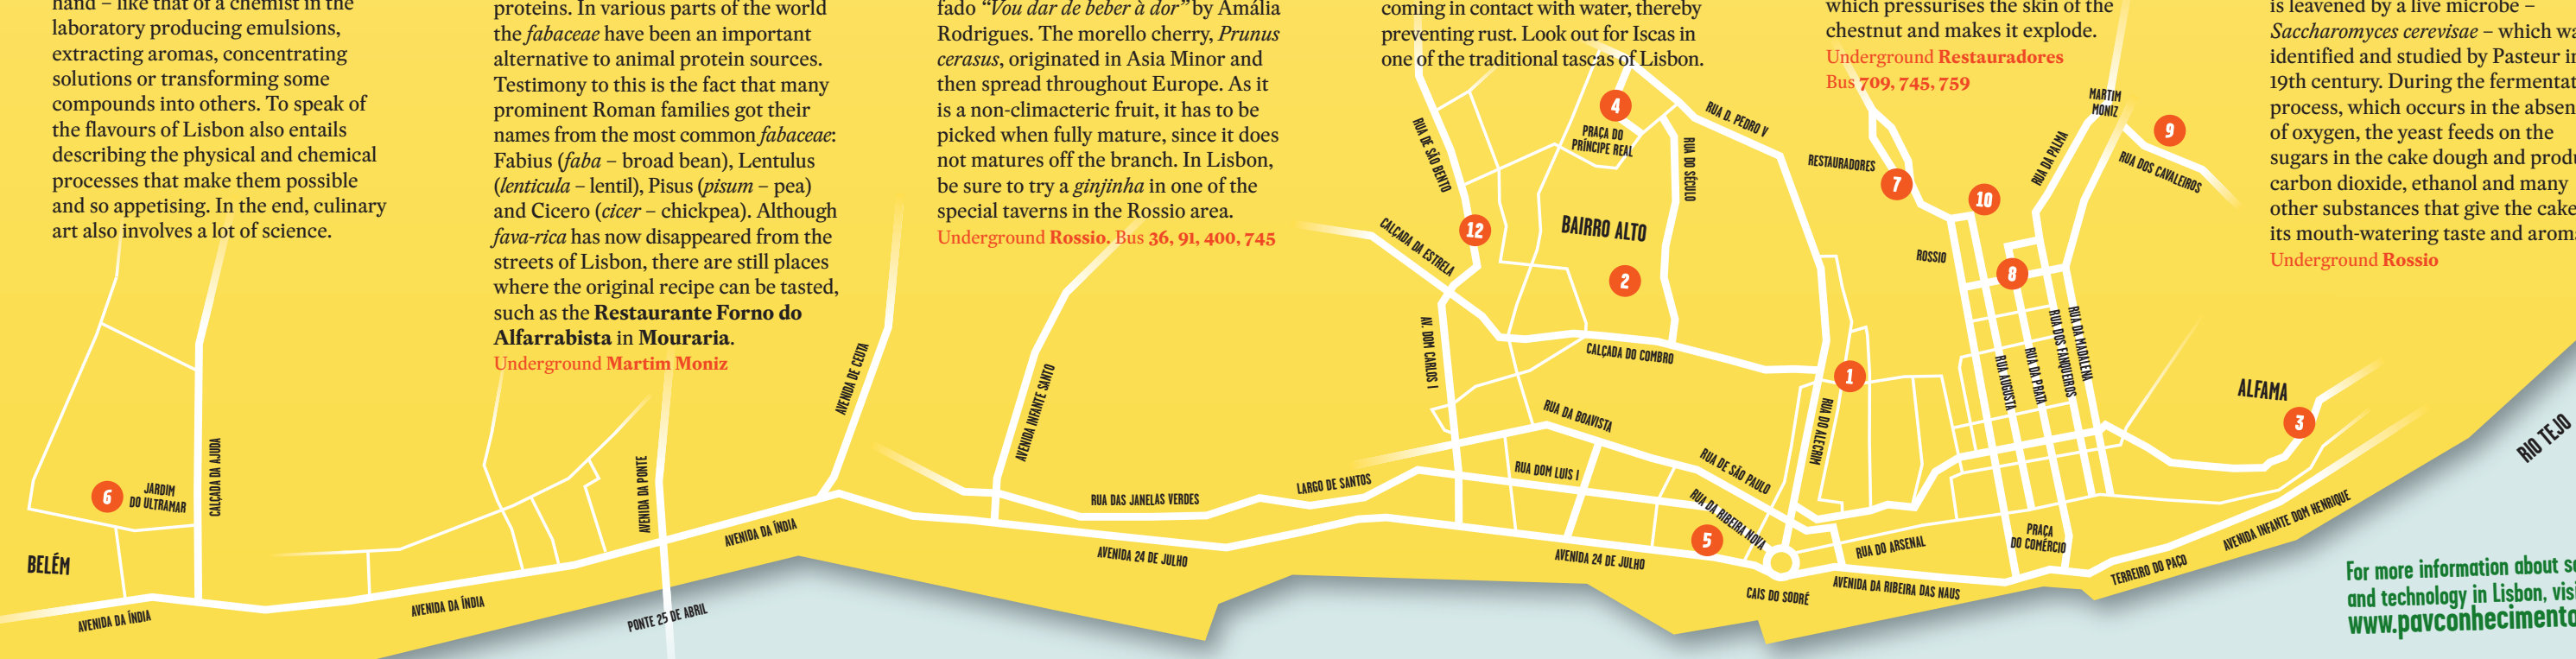 hand – like that of a chemist in the
laboratory producing emulsions,
extracting aromas, concentrating
solutions or transforming some
compounds into others. To speak of
the flavours of Lisbon also entails
describing the physical and chemical
processes that make them possible
and so appetising. In the end, culinary
art also involves a lot of science.
proteins. In various parts of the world
the fabaceae have been an important
alternative to animal protein sources.
Testimony to this is the fact that many
prominent Roman families got their
names from the most common fabaceae:
Fabius (faba – broad bean), Lentulus
(lenticula – lentil), Pisus (pisum – pea)
and Cicero (cicer – chickpea). Although
fava-rica has now disappeared from the
streets of Lisbon, there are still places
where the original recipe can be tasted,
such as the Restaurante Forno do
Alfarrabista in Mouraria.
Underground Martim Moniz
fado “Vou dar de beber à dor” by Amália
Rodrigues. The morello cherry, Prunus
cerasus, originated in Asia Minor and
then spread throughout Europe. As it
is a non-climacteric fruit, it has to be
picked when fully mature, since it does
not matures off the branch. In Lisbon,
be sure to try a ginjinha in one of the
special taverns in the Rossio area.
Underground Rossio. Bus 36, 91, 400, 745
coming in contact with water, thereby
preventing rust. Look out for Iscas in
one of the traditional tascas of Lisbon.
which pressurises the skin of the
chestnut and makes it explode.
Underground Restauradores
Bus 709, 745, 759
is leavened by a live microbe –
Saccharomyces cerevisae – which wa
identified and studied by Pasteur in
19th century. During the fermentat
process, which occurs in the absen
of oxygen, the yeast feeds on the
sugars in the cake dough and produ
carbon dioxide, ethanol and many
other substances that give the cake
its mouth-watering taste and aroma
Underground Rossio
MARTIM
MONIZ
4
9
RUA D. PEDRO V
PRAÇA DO
PRÍNCIPE REAL
RUA DE SÃO BENTO
RUA DO SÉCULO
RESTAURADORES
7
RUA DA PALMA
RUA DOS CAVALEIROS
10
12
BAIRRO ALTO
CALÇADA DA ESTRELA
ROSSIO
8
2
AV. DOM CARLOS I
CALÇADA DO COMBRO
1
RUA DO ALECRIM
RUA AUGUSTA
RUA DA PRATA
RUA DOS FANQUEIROS
RUA DA MADALENA
ALFAMA
3
RIO TEJO
AVENIDA DE CEUTA
AVENIDA INFANTE SANTO
CALÇADA DA AJUDA
AVENIDA DA PONTE
6
JARDIM
DO ULTRAMAR
RUA DA BOAVISTA
RUA DOM LUIS I
RUA DE SÃO PAULO
RUA DA RIBEIRA NOVA
LARGO DE SANTOS
RUA DAS JANELAS VERDES
AVENIDA DA ÍNDIA
AVENIDA 24 DE JULHO
5
AVENIDA 24 DE JULHO
RUA DO ARSENAL
PRAÇA
DO COMÉRCIO
AVENIDA INFANTE DOM HENRIQUE
TERREIRO DO PAÇO
BELÉM
AVENIDA DA ÍNDIA
AVENIDA DA ÍNDIA
PONTE 25 DE ABRIL
CAIS DO SODRÉ
AVENIDA DA RIBEIRA DAS NAUS
For more information about sc
and technology in Lisbon, visi
www.pavconhecimento